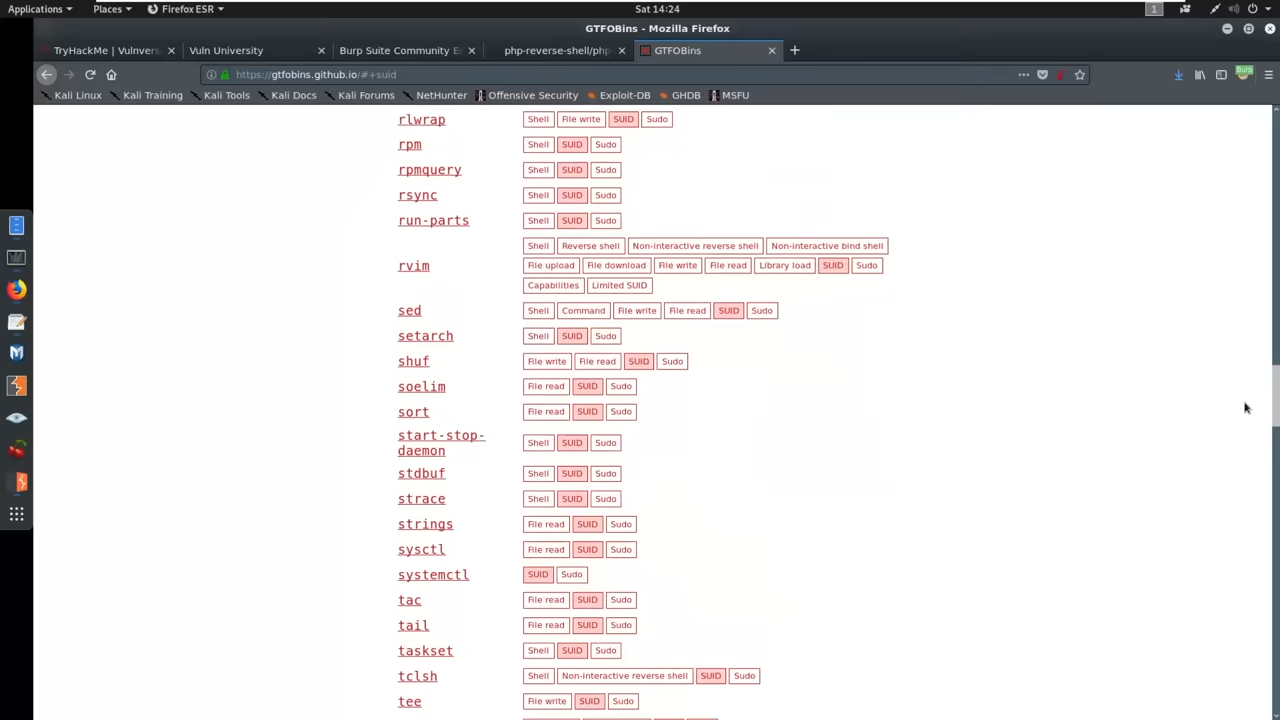 Applications Places Firefox ESR Sat 14:24 1
GTFOBins - Mozilla Firefox
TryHackMe | Vulnvers Vuln University Burp Suite Community E php-reverse-shell/php GTFOBins
https://gtfobins.github.io/#+suid Burp
Kali Linux Kali Training Kali Tools Kali Docs Kali Forums NetHunter Offensive Security Exploit-DB GHDB MSFU
rlwrap Shell File write SUID Sudo
rpm Shell SUID Sudo
rpmquery Shell SUID Sudo
rsync Shell SUID Sudo
run-parts Shell SUID Sudo
Shell Reverse shell Non-interactive reverse shell Non-interactive bind shell
rvim File upload File download File write File read Library load SUID Sudo
Capabilities Limited SUID
sed Shell Command File write File read SUID Sudo
setarch Shell SUID Sudo
shuf File write File read SUID Sudo
soelim File read SUID Sudo
sort File read SUID Sudo
start-stop-
daemon Shell SUID Sudo
stdbuf Shell SUID Sudo
strace Shell SUID Sudo
strings File read SUID Sudo
sysctl File read SUID Sudo
systemctl SUID Sudo
tac File read SUID Sudo
tail File read SUID Sudo
taskset Shell SUID Sudo
tclsh Shell Non-interactive reverse shell SUID Sudo
tee File write SUID Sudo